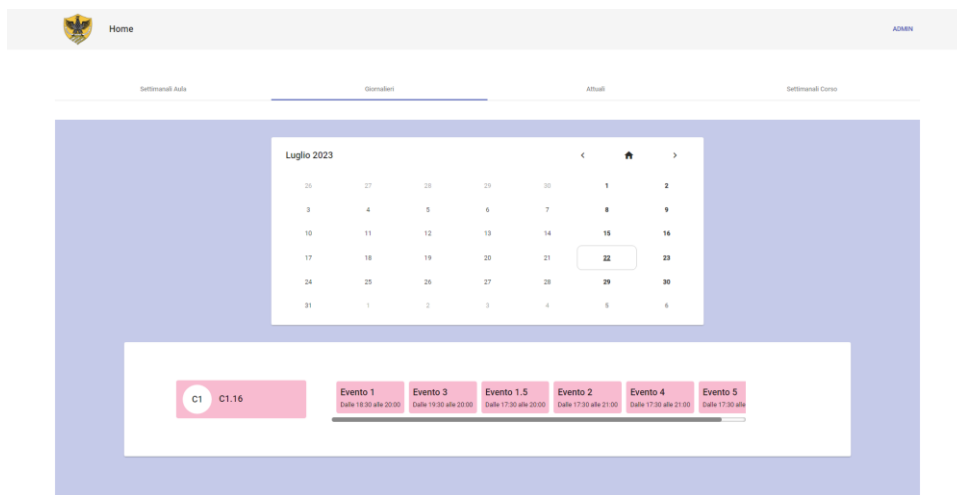 Home
ADMIN
Settimanali Aula
Giornalieri
Attuali
Settimanali Corso
Luglio 2023
26 27 28 29 30 1 2
3 4 5 6 7 8 9
10 11 12 13 14 15 16
17 18 19 20 21 22 23
24 25 26 27 28 29 30
31 1 2 3 4 5 6
C1 C1.16
Evento 1
Dalle 18:30 alle 20:00
Evento 3
Dalle 19:30 alle 20:00
Evento 1.5
Dalle 17:30 alle 20:00
Evento 2
Dalle 17:30 alle 21:00
Evento 4
Dalle 17:30 alle 21:00
Evento 5
Dalle 17:30 alle